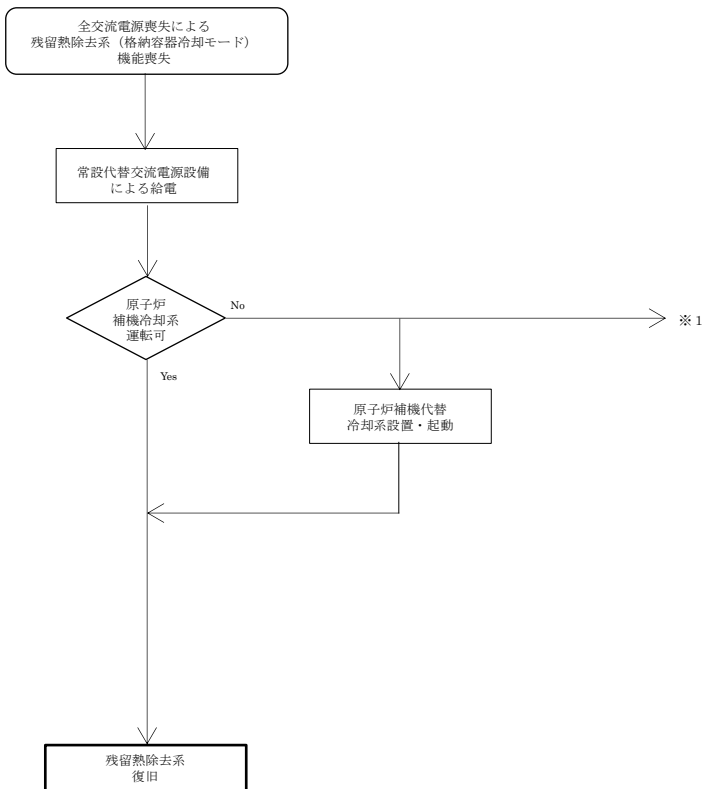 全交流電源喪失による
残留熱除去系（格納容器冷却モード）
機能喪失
常設代替交流電源設備
による給電
原子炉
補機冷却系
運転可
No
※1
Yes
原子炉補機代替
冷却系設置・起動
残留熱除去系
復旧